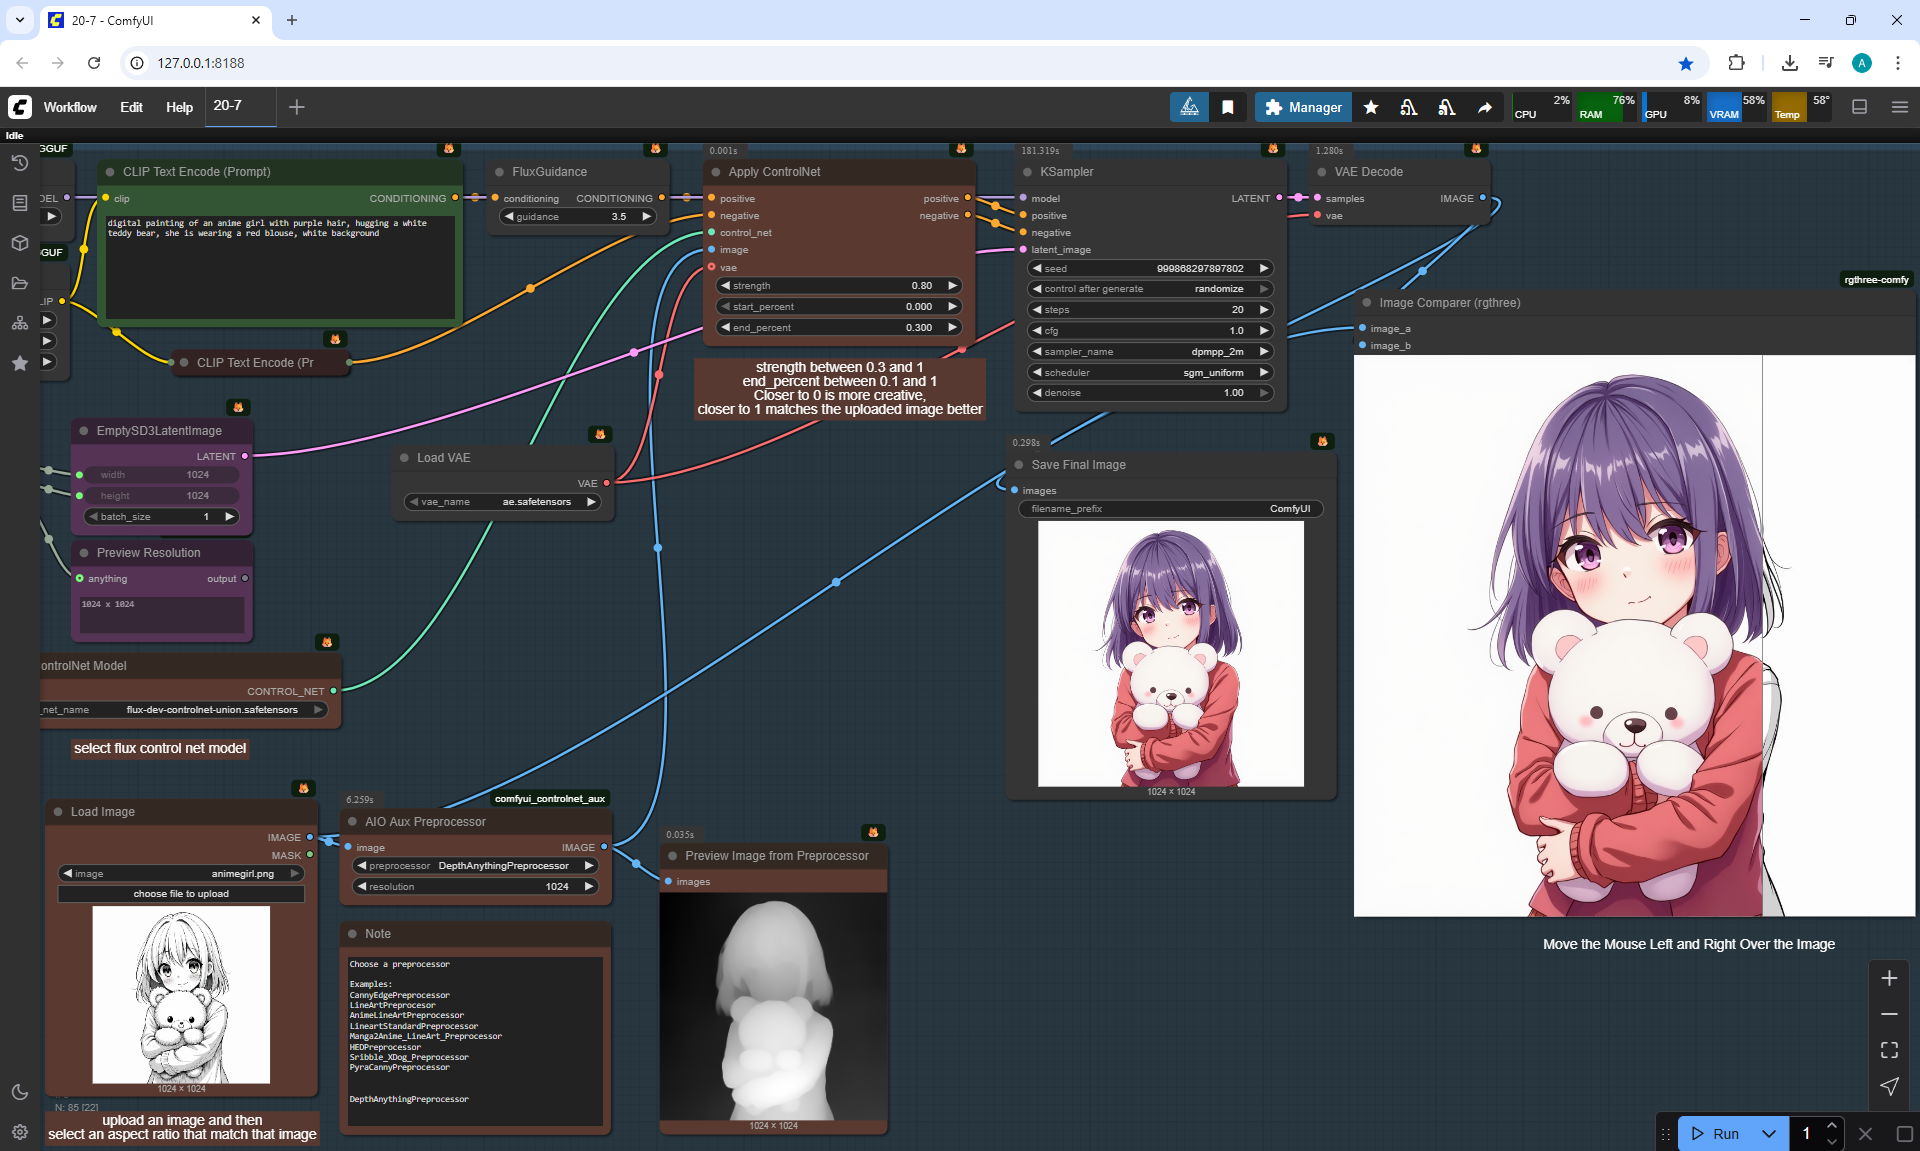 20-7 - ComfyUI
127.0.0.1:8188
A
Workflow
Edit
Help
20-7
Manager
CPU 2%
RAM 76%
GPU 8%
VRAM 58%
Temp 58°
Idle
GGUF
CLIP Text Encode (Prompt)
clip
CONDITIONING
digital painting of an anime girl with purple hair, hugging a white
teddy bear, she is wearing a red blouse, white background
FluxGuidance
conditioning CONDITIONING
guidance 3.5
0.001s
Apply ControlNet
positive positive
negative negative
control_net
image
vae
strength 0.80
start_percent 0.000
end_percent 0.300
strength between 0.3 and 1
end_percent between 0.1 and 1
Closer to 0 is more creative,
closer to 1 matches the uploaded image better
181.319s
KSampler
model LATENT
positive
negative
latent_image
seed 999868297897802
control after generate randomize
steps 20
cfg 1.0
sampler_name dpmpp_2m
scheduler sgm_uniform
denoise 1.00
1.280s
VAE Decode
samples IMAGE
vae
rgthree-comfy
Image Comparer (rgthree)
image_a
image_b
Move the Mouse Left and Right Over the Image
CLIP Text Encode (Pr
EmptySD3LatentImage
LATENT
width 1024
height 1024
batch_size 1
Preview Resolution
anything output
1024 x 1024
Load VAE
VAE
vae_name ae.safetensors
0.298s
Save Final Image
images
filename_prefix ComfyUI
1024 × 1024
ontrolNet Model
CONTROL_NET
_net_name flux-dev-controlnet-union.safetensors
select flux control net model
Load Image
IMAGE
MASK
image animegirl.png
choose file to upload
1024 × 1024
N: 85 [22]
upload an image and then
select an aspect ratio that match that image
6.259s
comfyui_controlnet_aux
AIO Aux Preprocessor
image IMAGE
preprocessor DepthAnythingPreprocessor
resolution 1024
Note
Choose a preprocessor
Examples:
CannyEdgePreprocessor
LineArtPreprocesor
AnimeLineArtPreprocessor
LineartStandardPreprocessor
Manga2Anime_LineArt_Preprocessor
HEDPreprocessor
Sribble_XDog_Preprocessor
PyraCannyPreprocessor
DepthAnythingPreprocessor
0.035s
Preview Image from Preprocessor
images
1024 × 1024
Run
1